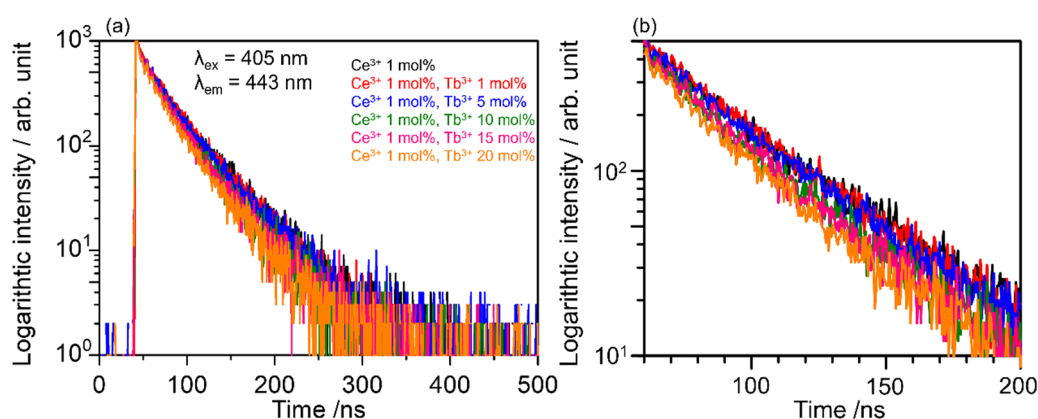 (a)
λex = 405 nm
λem = 443 nm
Ce³⁺ 1 mol%
Ce³⁺ 1 mol%, Tb³⁺ 1 mol%
Ce³⁺ 1 mol%, Tb³⁺ 5 mol%
Ce³⁺ 1 mol%, Tb³⁺ 10 mol%
Ce³⁺ 1 mol%, Tb³⁺ 15 mol%
Ce³⁺ 1 mol%, Tb³⁺ 20 mol%
Logarithtic intensity / arb. unit
10³
10²
10¹
10⁰
0 100 200 300 400 500
Time /ns
(b)
Logarithtic intensity / arb. unit
10²
10¹
100 150 200
Time /ns